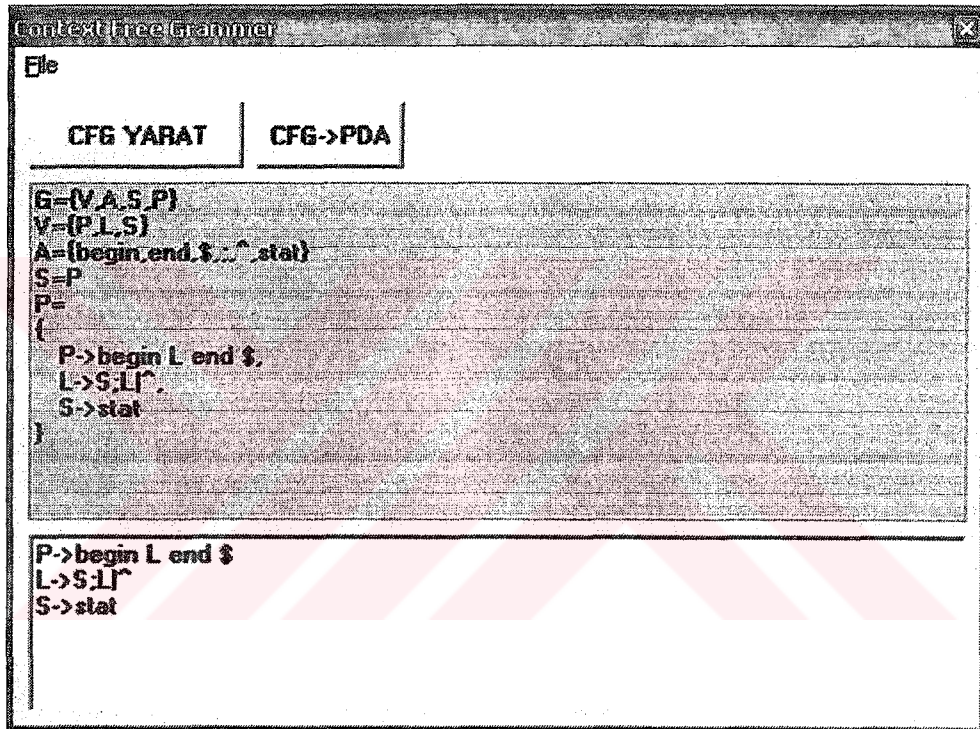 Context Free Grammer
File
CFG YARAT CFG->PDA
G={V,A,S,P}
V={P,L,S}
A={begin,end,$,;,^,stat}
S=P
P=
{
P->begin L end $,
L->S;L|^,
S->stat
}
P->begin L end $
L->S;L|^
S->stat